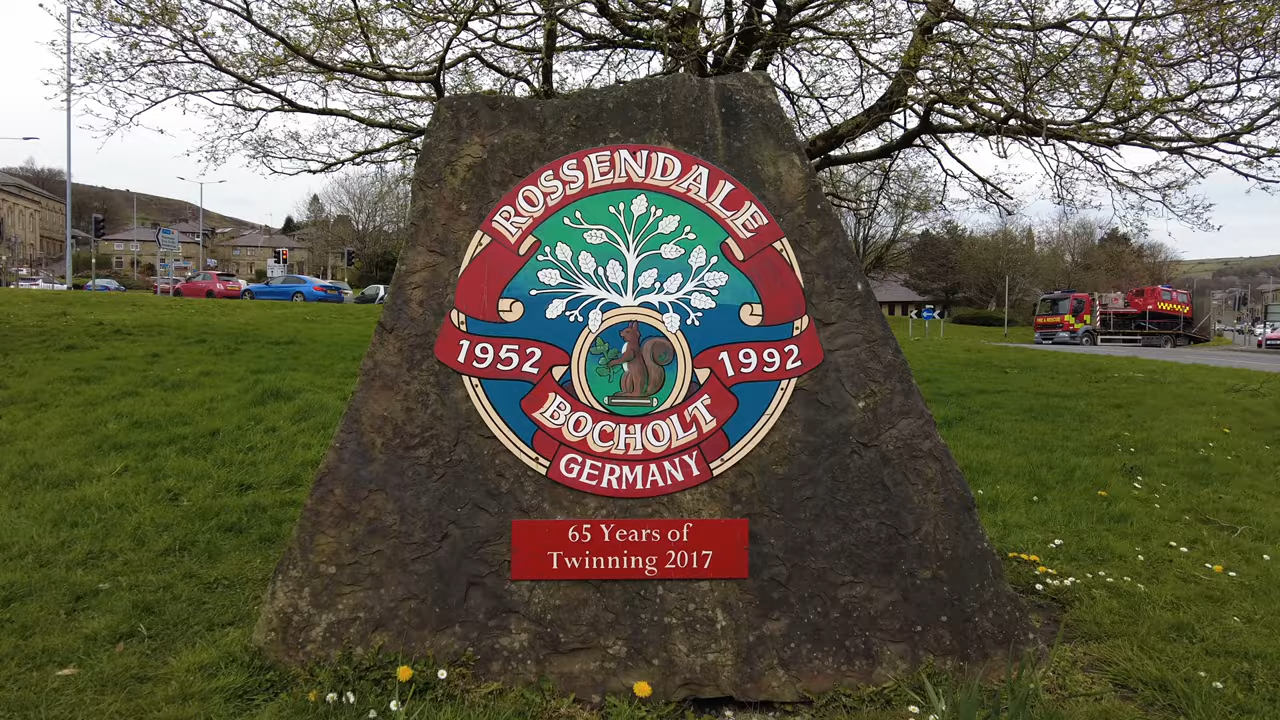 ROSSENDALE
1952 1992
BOCHOLT
GERMANY
65 Years of
Twinning 2017